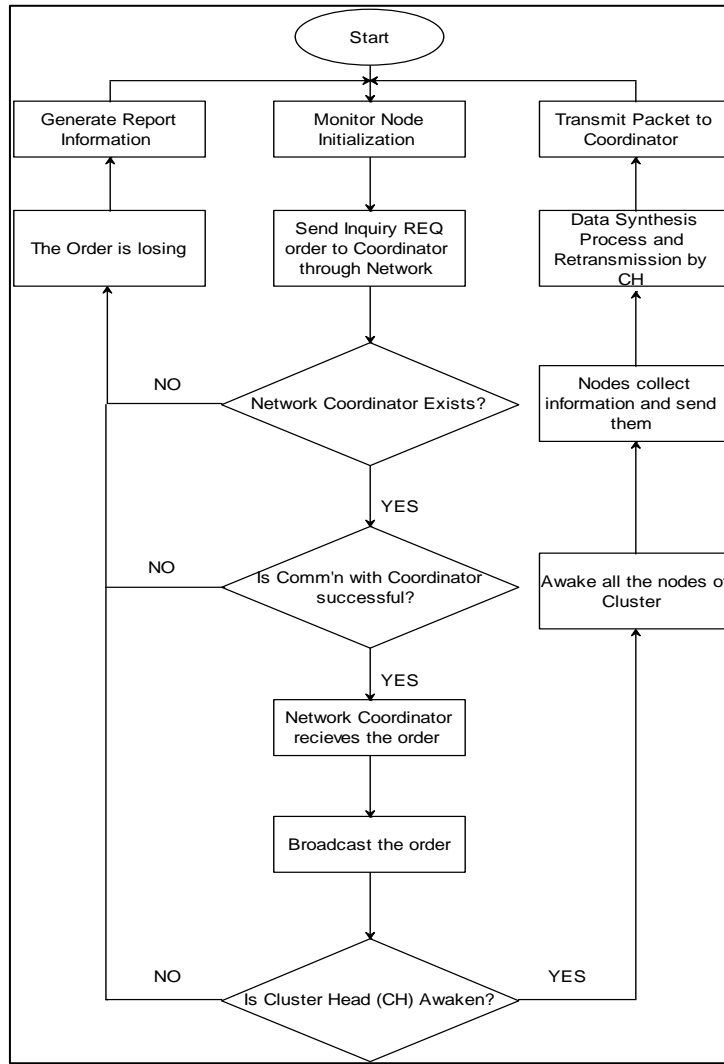 Start
Generate Report
Information
Monitor Node
Initialization
Transmit Packet to
Coordinator
The Order is losing
Send Inquiry REQ
order to Coordinator
through Network
Data Synthesis
Process and
Retransmission by
CH
NO
Network Coordinator Exists?
Nodes collect
information and send
them
YES
NO
Is Comm'n with Coordinator
successful?
Awake all the nodes of
Cluster
YES
Network Coordinator
recieves the order
Broadcast the order
NO
Is Cluster Head (CH) Awaken?
YES